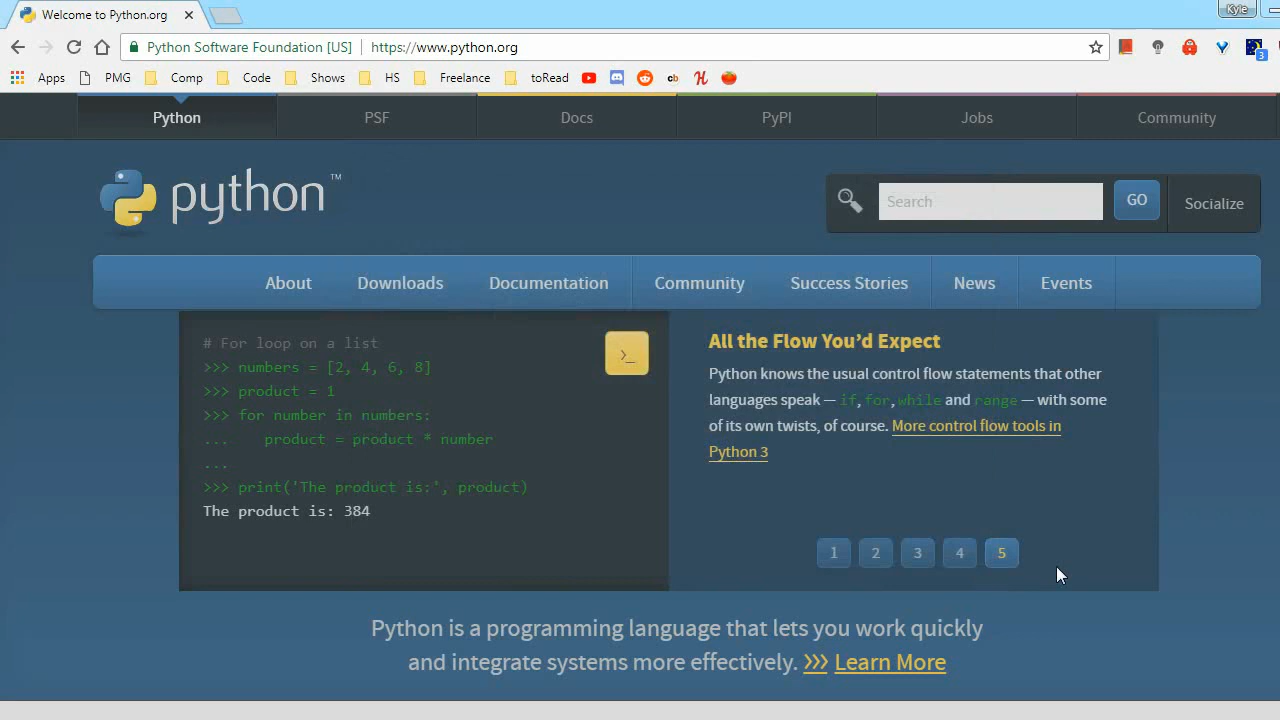 Welcome to Python.org
Kyle
Python Software Foundation [US] https://www.python.org
3
Apps PMG Comp Code Shows HS Freelance toRead cb
Python PSF Docs PyPI Jobs Community
python™
Search GO Socialize
About Downloads Documentation Community Success Stories News Events
# For loop on a list
>>> numbers = [2, 4, 6, 8]
>>> product = 1
>>> for number in numbers:
...    product = product * number
...
>>> print('The product is:', product)
The product is: 384
>_
All the Flow You’d Expect
Python knows the usual control flow statements that other
languages speak — if, for, while and range — with some
of its own twists, of course. More control flow tools in
Python 3
1 2 3 4 5
Python is a programming language that lets you work quickly
and integrate systems more effectively. >>> Learn More